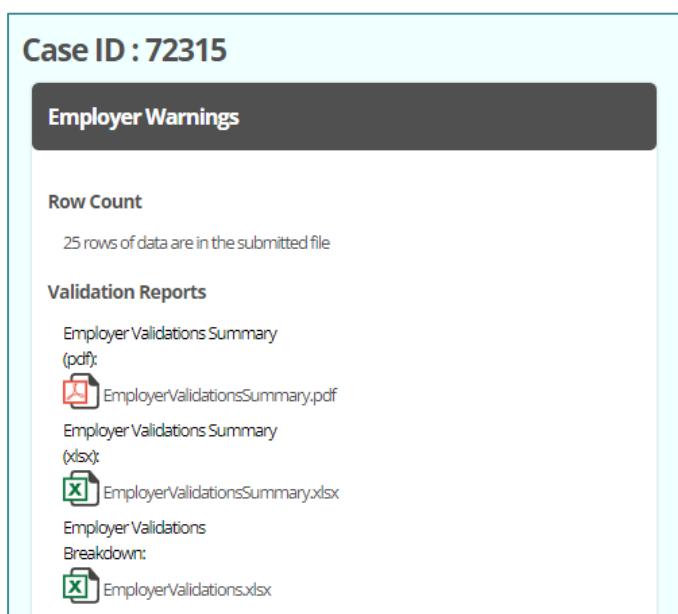 Case ID : 72315
Employer Warnings
Row Count
25 rows of data are in the submitted file
Validation Reports
Employer Validations Summary
(pdf):
EmployerValidationsSummary.pdf
Employer Validations Summary
(xlsx):
EmployerValidationsSummary.xlsx
Employer Validations
Breakdown:
EmployerValidations.xlsx